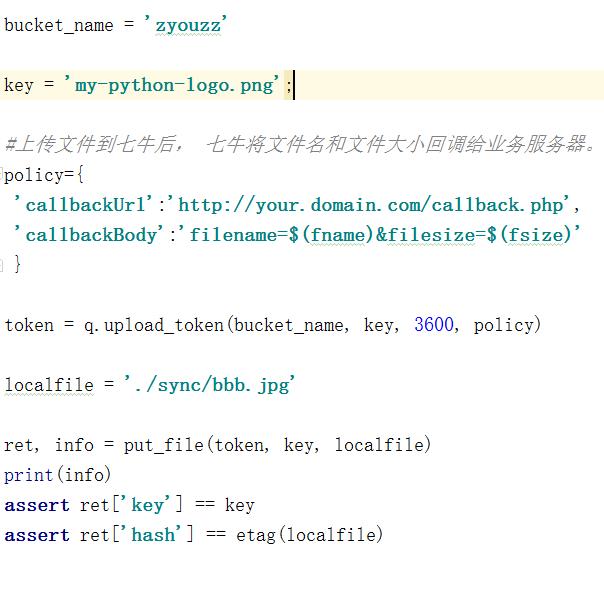 bucket_name = 'zyouzz'
key = 'my-python-logo.png';
#上传文件到七牛后， 七牛将文件名和文件大小回调给业务服务器。
policy={
'callbackUrl':'http://your.domain.com/callback.php',
'callbackBody':'filename=$(fname)&filesize=$(fsize)'
}
token = q.upload_token(bucket_name, key, 3600, policy)
localfile = './sync/bbb.jpg'
ret, info = put_file(token, key, localfile)
print(info)
assert ret['key'] == key
assert ret['hash'] == etag(localfile)